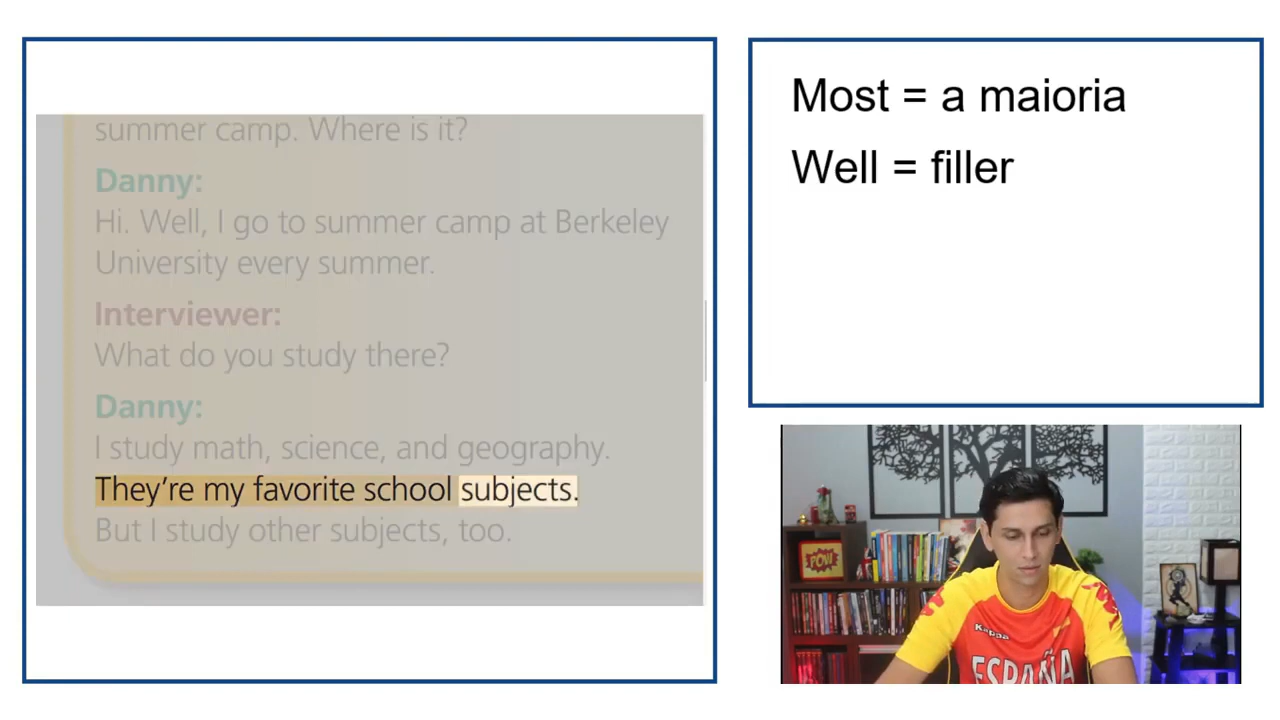 summer camp. Where is it?
Danny:
Hi. Well, I go to summer camp at Berkeley
University every summer.
Interviewer:
What do you study there?
Danny:
I study math, science, and geography.
They're my favorite school subjects.
But I study other subjects, too.
Most = a maioria
Well = filler
POW!
Kappa
ESPAÑA